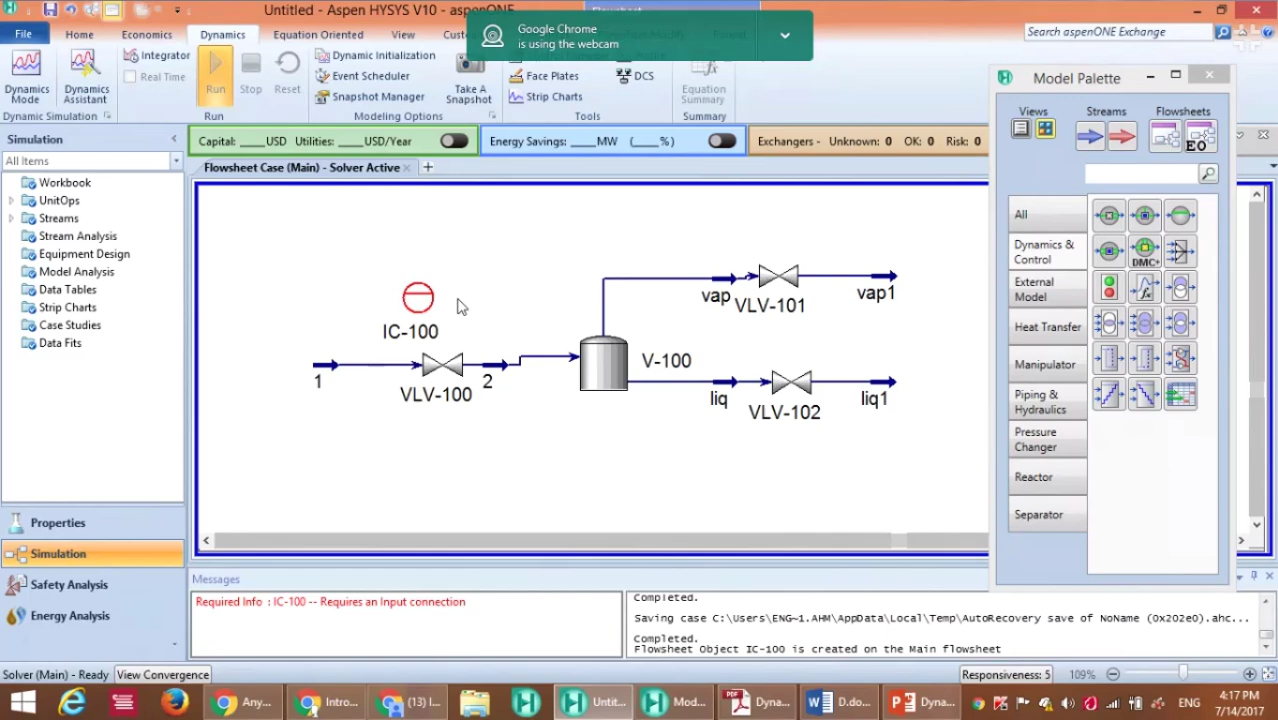 Untitled - Aspen HYSYS V10 - aspenONE
Google Chrome
is using the webcam
File
Home
Economics
Dynamics
Equation Oriented
View
Search aspenONE Exchange
Dynamics
Mode
Dynamics
Assistant
Dynamic Simulation
Integrator
Real Time
Run
Stop
Reset
Run
Dynamic Initialization
Event Scheduler
Snapshot Manager
Modeling Options
Take A
Snapshot
Face Plates
DCS
Strip Charts
Tools
Equation
Summary
Summary
Model Palette
Views
Streams
Flowsheets
EO
Simulation
All Items
Capital: ____USD Utilities: ____USD/Year
Energy Savings: ____MW (____%)
Exchangers - Unknown: 0 OK: 0 Risk: 0
Flowsheet Case (Main) - Solver Active
Workbook
UnitOps
Streams
Stream Analysis
Equipment Design
Model Analysis
Data Tables
Strip Charts
Case Studies
Data Fits
IC-100
1
VLV-100
2
V-100
vap
VLV-101
vap1
liq
VLV-102
liq1
All
Dynamics &
Control
External
Model
Heat Transfer
Manipulator
Piping &
Hydraulics
Pressure
Changer
Reactor
Separator
DMC+
Properties
Simulation
Safety Analysis
Energy Analysis
Messages
Required Info : IC-100 -- Requires an Input connection
Completed.
Saving case C:\Users\ENG~1.AHM\AppData\Local\Temp\AutoRecovery save of NoName (0x202e0).ahc...
Completed.
Flowsheet Object IC-100 is created on the Main flowsheet
Solver (Main) - Ready
View Convergence
Responsiveness: 5
109%
Any...
Intro...
(13) I...
Untit...
Mod...
Dyna...
D.do...
Dyna...
ENG
4:17 PM
7/14/2017